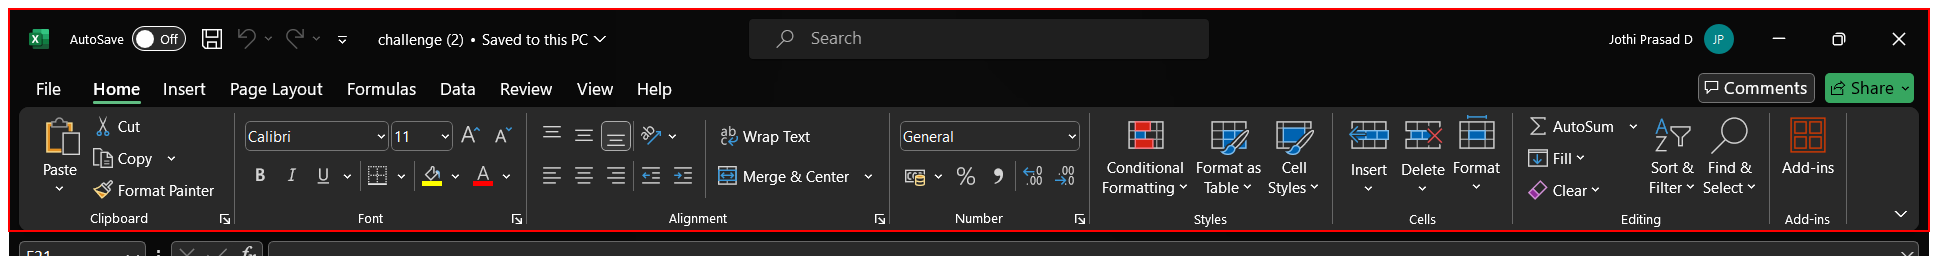 AutoSave Off challenge (2) • Saved to this PC Search Jothi Prasad D JP
File Home Insert Page Layout Formulas Data Review View Help Comments Share
Paste
Cut
Copy
Format Painter
Clipboard
Calibri 11
B I U A
Font
Wrap Text
Merge & Center
Alignment
General
Number
Conditional
Formatting
Format as
Table
Cell
Styles
Styles
Insert
Delete
Format
Cells
AutoSum
Fill
Clear
Sort &
Filter
Find &
Select
Editing
Add-ins
Add-ins